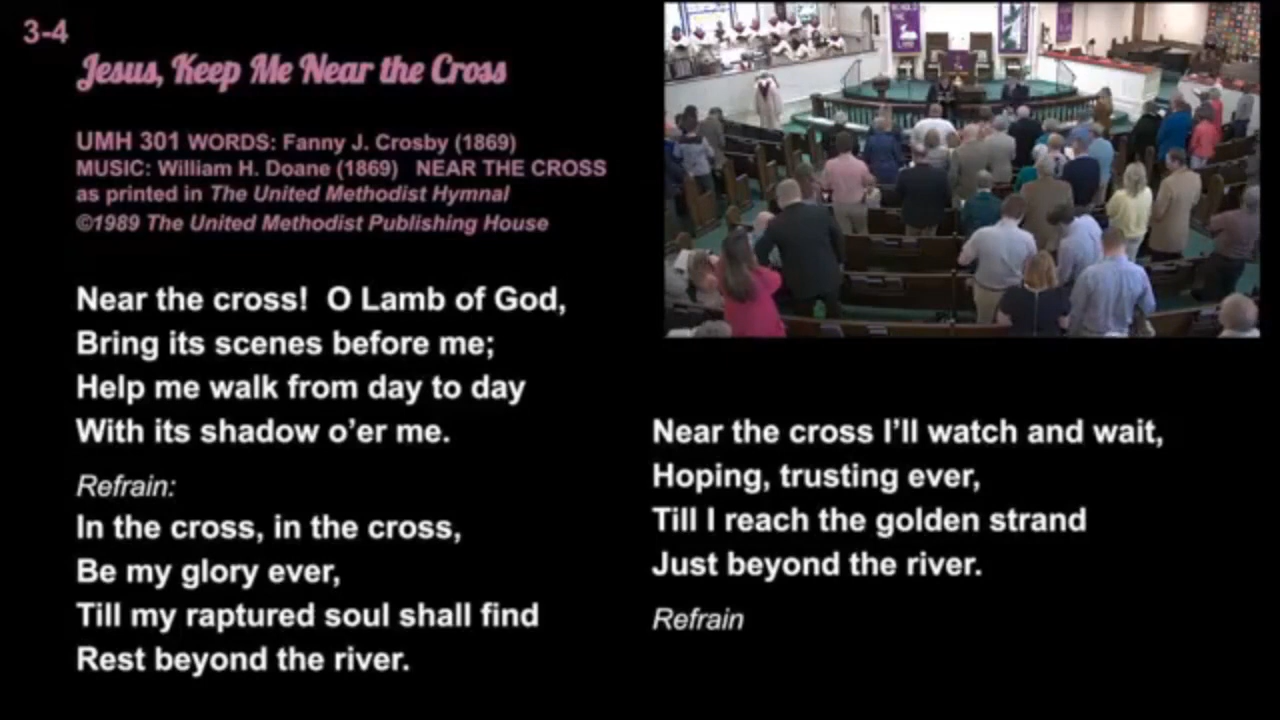 3-4
Jesus, Keep Me Near the Cross
UMH 301 WORDS: Fanny J. Crosby (1869)
MUSIC: William H. Doane (1869) NEAR THE CROSS
as printed in The United Methodist Hymnal
©1989 The United Methodist Publishing House
Near the cross! O Lamb of God,
Bring its scenes before me;
Help me walk from day to day
With its shadow o’er me.
Refrain:
In the cross, in the cross,
Be my glory ever,
Till my raptured soul shall find
Rest beyond the river.
Near the cross I’ll watch and wait,
Hoping, trusting ever,
Till I reach the golden strand
Just beyond the river.
Refrain